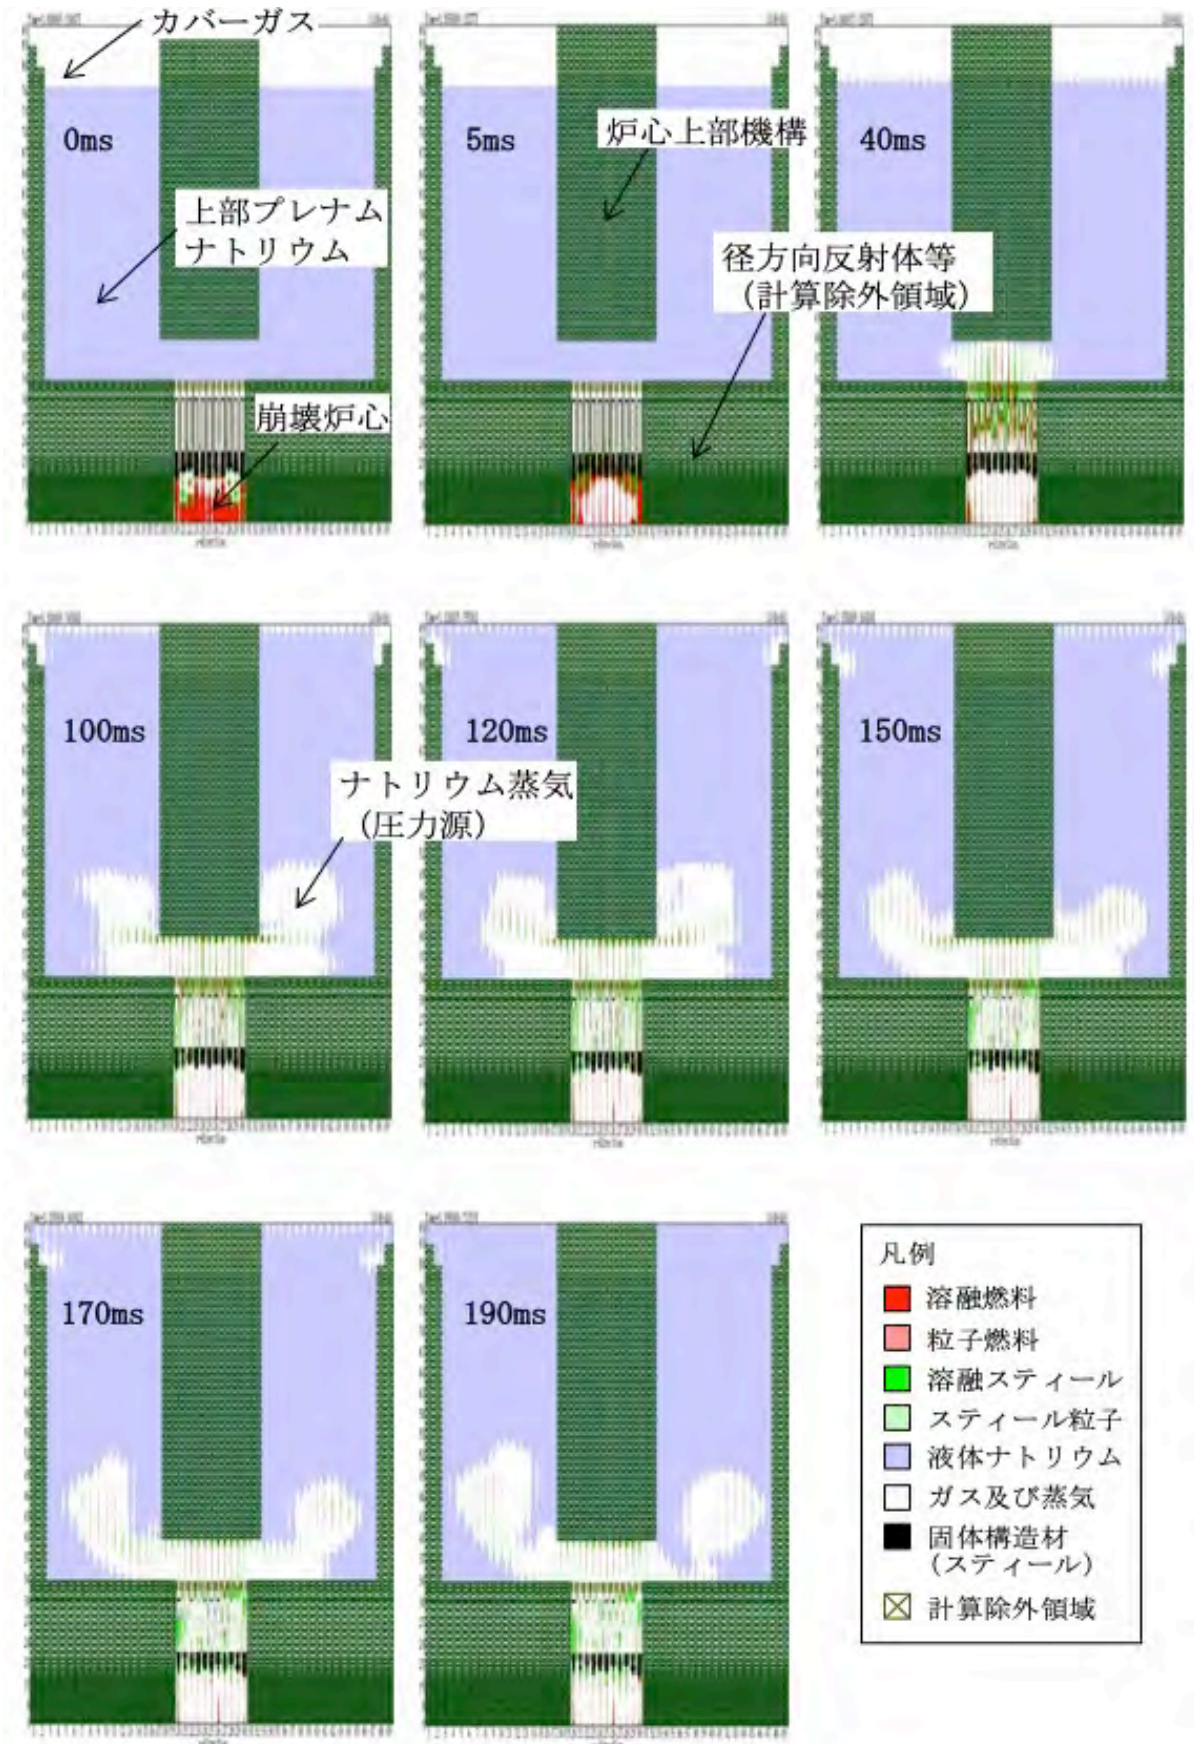 カバーガス
0ms
上部プレナム
ナトリウム
崩壊炉心
5ms
炉心上部機構
径方向反射体等
（計算除外領域）
40ms
100ms
ナトリウム蒸気
（圧力源）
120ms
150ms
170ms
190ms
凡例
溶融燃料
粒子燃料
溶融スティール
スティール粒子
液体ナトリウム
ガス及び蒸気
固体構造材
（スティール）
計算除外領域